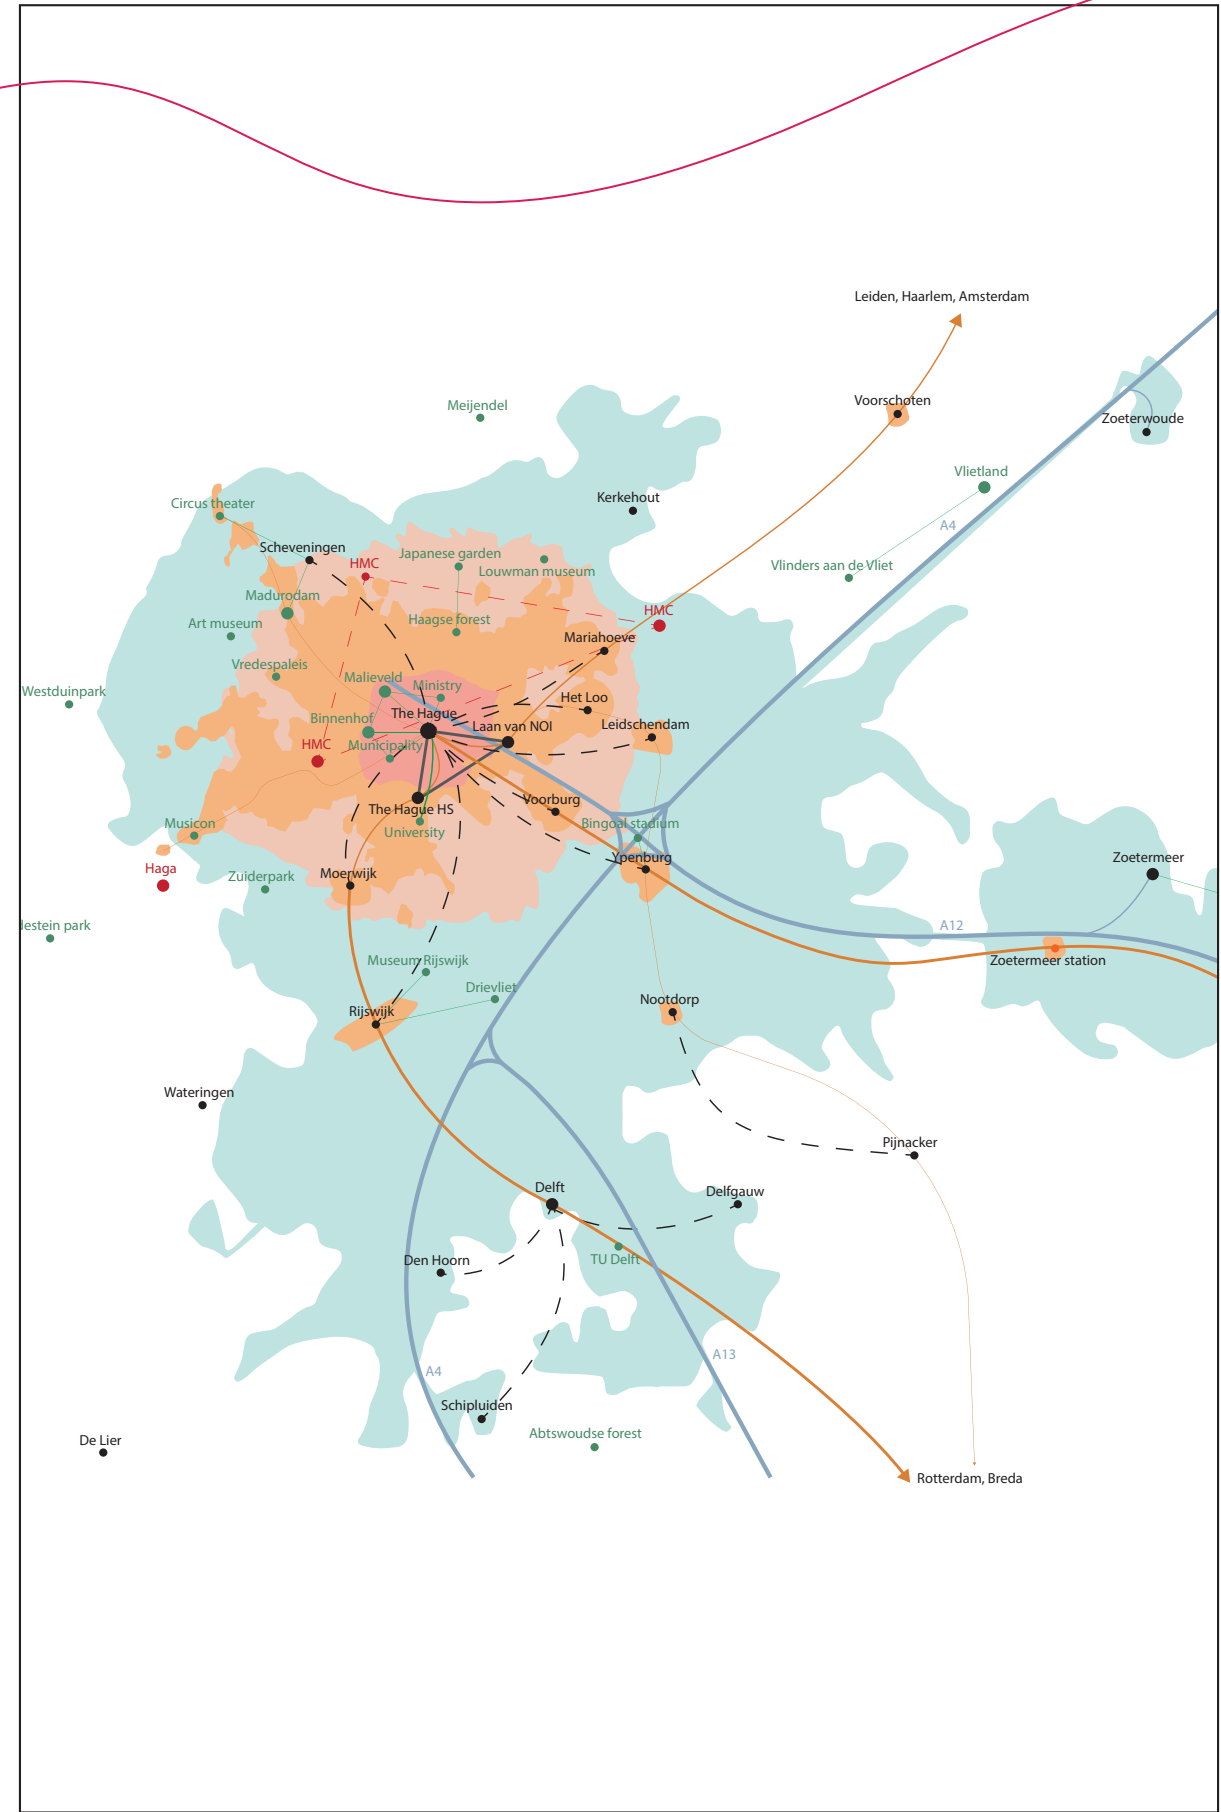 Leiden, Haarlem, Amsterdam
Voorschoten
Meijendel
Zoeterwoude
Vlietland
Kerkehout
Circus theater
A4
Scheveningen
Japanese garden
HMC
Louwman museum
Vlinders aan de Vliet
Madurodam
HMC
Art museum
Haagse forest
Mariahoeve
Vredespaleis
Malieveld
Ministry
Westduinpark
Het Loo
The Hague
Binnenhof
Laan van NOI
Leidschendam
HMC
Municipality
Voorburg
The Hague HS
Musicon
University
Bingoal stadium
Ypenburg
Zoetermeer
Haga
Zuiderpark
Moerwijk
destein park
A12
Museum Rijswijk
Zoetermeer station
Drievliet
Rijswijk
Nootdorp
Wateringen
Pijnacker
Delft
Delfgauw
Den Hoorn
TU Delft
A13
A4
Schipluiden
De Lier
Abtswoudse forest
Rotterdam, Breda